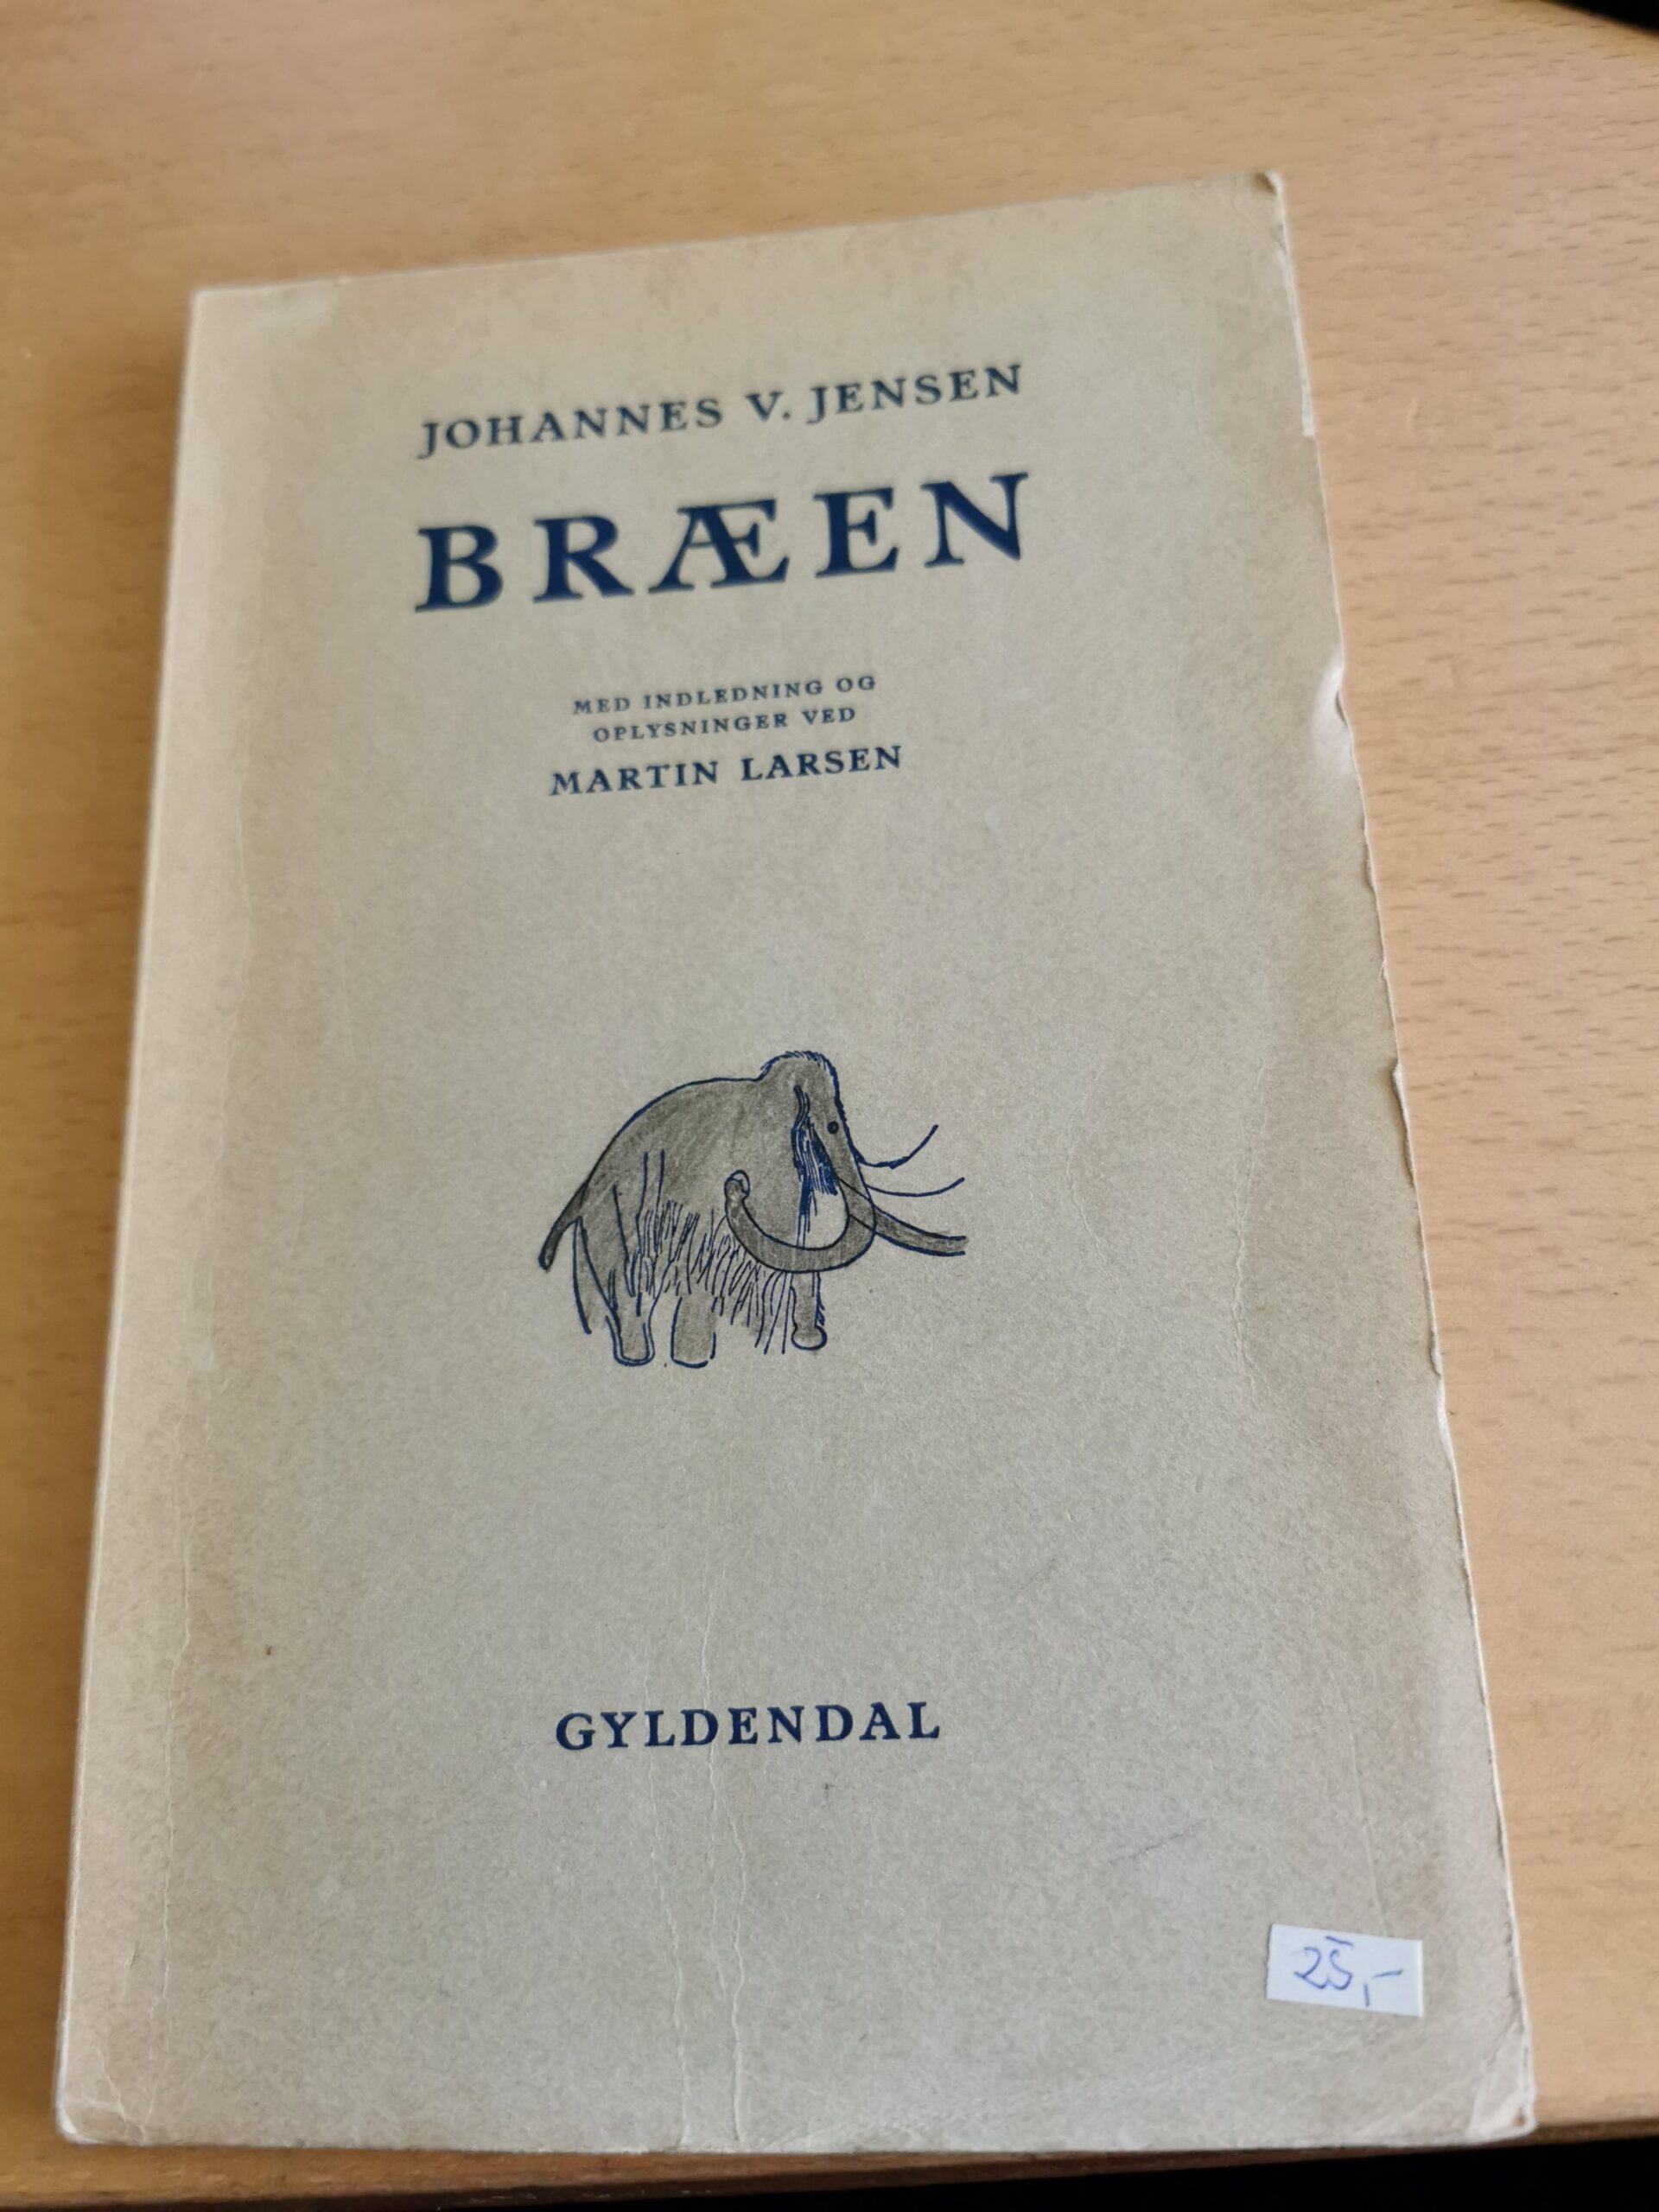 JOHANNES V. JENSEN
BRÆEN
MED INDLEDNING OG
OPLYSNINGER VED
MARTIN LARSEN
GYLDENDAL
25,-